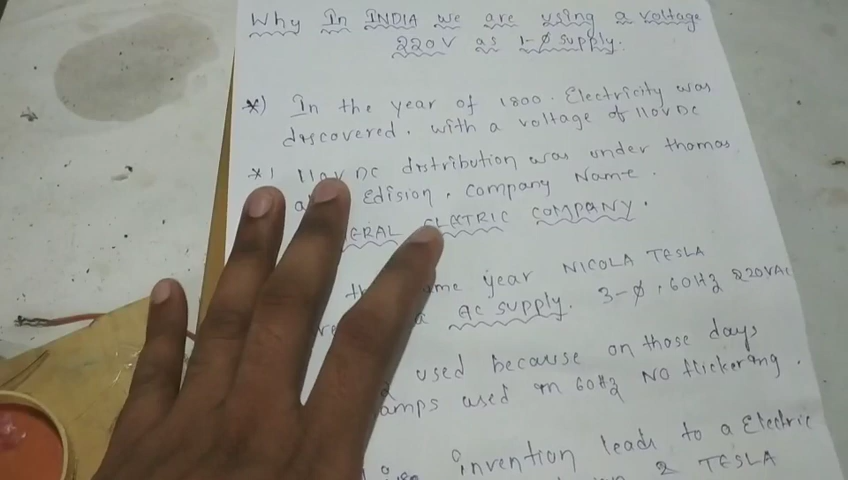 Why In INDIA we are using a voltage
220V as 1-Ø supply.
*) In the year of 1800. Electricity was
discovered. with a voltage of 110V DC
*) 110V DC distribution was under thomas
Edision. Company Name.
ERAL ELECTRIC COMPANY.
year NICOLA TESLA
a AC supply. 3-Ø, 60Hz 220VAC
used because on those days
amps used in 60Hz NO flickering.
invention leads to a Electric
2 TESLA